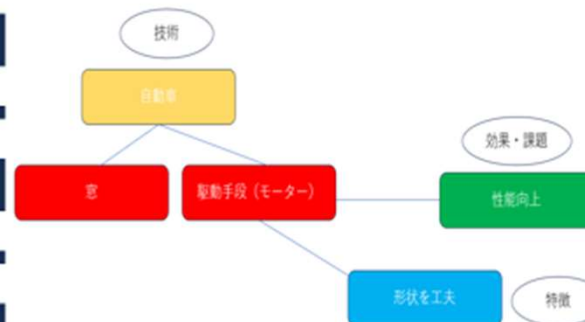 技術
自動車
効果・課題
窓
駆動手段（モーター）
性能向上
形状を工夫
特徴